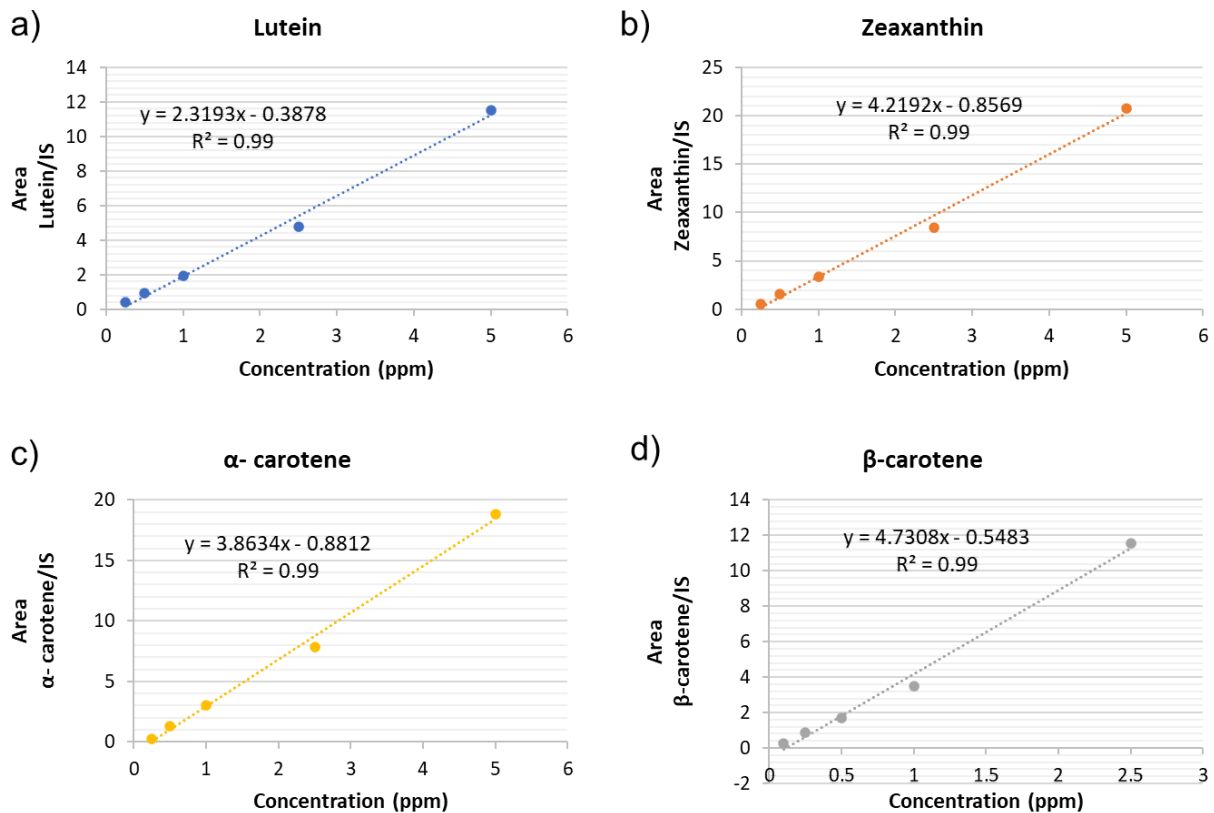 a)
Lutein
14
12
10
8
6
4
2
0
y = 2.3193x - 0.3878
R² = 0.99
Area
Lutein/IS
0
1
2
3
4
5
6
Concentration (ppm)
b)
Zeaxanthin
25
20
15
10
5
0
y = 4.2192x - 0.8569
R² = 0.99
Area
Zeaxanthin/IS
0
1
2
3
4
5
6
Concentration (ppm)
c)
α- carotene
20
15
10
5
0
y = 3.8634x - 0.8812
R² = 0.99
Area
α- carotene/IS
0
1
2
3
4
5
6
Concentration (ppm)
d)
β-carotene
14
12
10
8
6
4
2
0
-2
y = 4.7308x - 0.5483
R² = 0.99
Area
β-carotene/IS
0
0.5
1
1.5
2
2.5
3
Concentration (ppm)